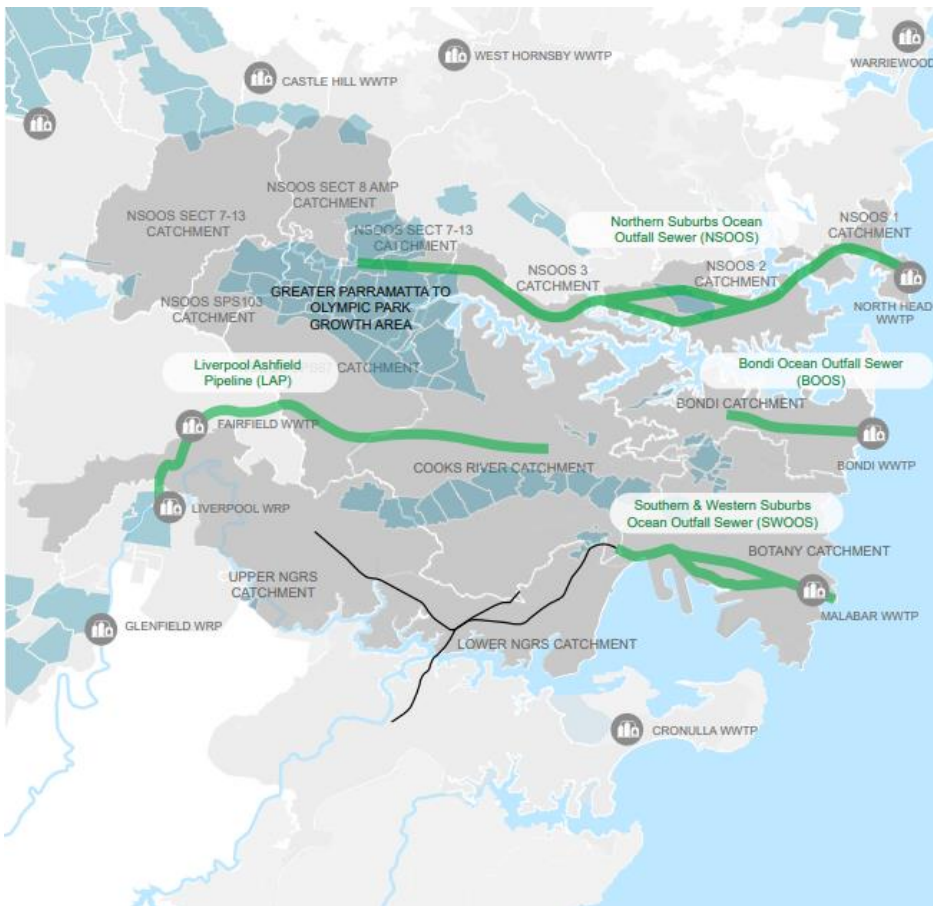 WEST HORNSBY WWTP
WARRIEWOOD
CASTLE HILL WWTP
NSOOS SECT 8 AMP
CATCHMENT
NSOOS SECT 7-13
CATCHMENT
NSOOS SECT 7-13
CATCHMENT
Northern Suburbs Ocean
Outfall Sewer (NSOOS)
NSOOS 1
CATCHMENT
NSOOS 3
CATCHMENT
NSOOS 2
CATCHMENT
NORTH HEAD
WWTP
GREATER PARRAMATTA TO
OLYMPIC PARK
GROWTH AREA
NSOOS SPS103
CATCHMENT
CATCHMENT
Liverpool Ashfield
Pipeline (LAP)
Bondi Ocean Outfall Sewer
(BOOS)
BONDI CATCHMENT
FAIRFIELD WWTP
BONDI WWTP
COOKS RIVER CATCHMENT
LIVERPOOL WRP
Southern & Western Suburbs
Ocean Outfall Sewer (SWOOS)
BOTANY CATCHMENT
UPPER NGRS
CATCHMENT
MALABAR WWTP
GLENFIELD WRP
LOWER NGRS CATCHMENT
CRONULLA WWTP